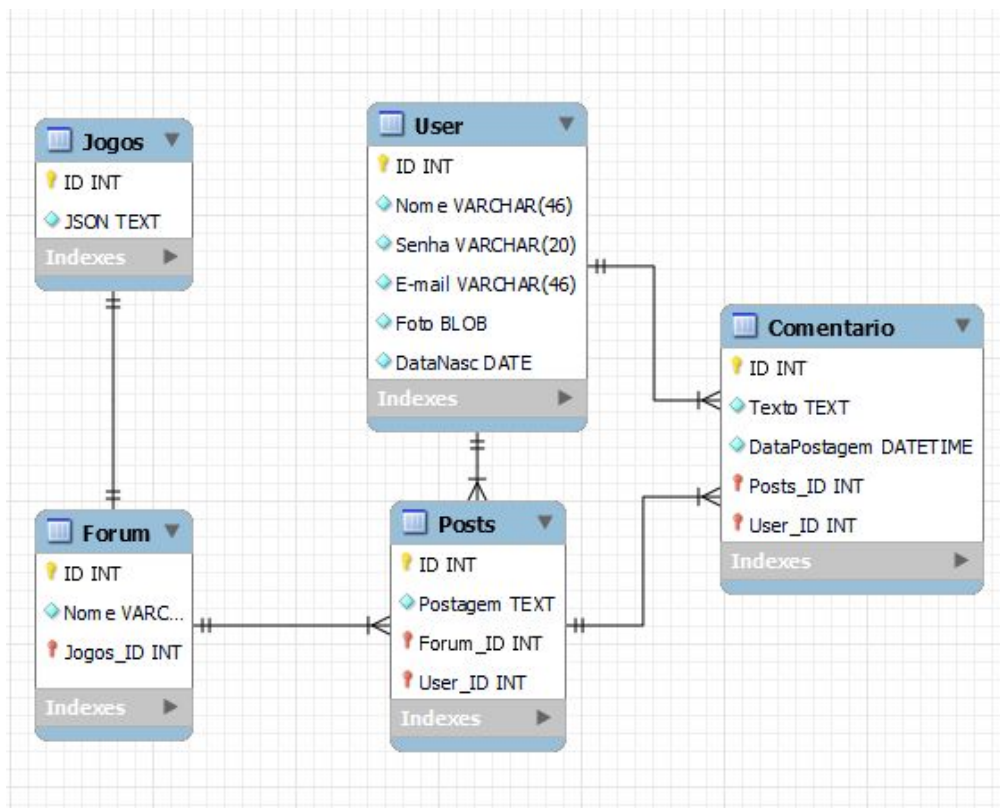 Jogos
ID INT
JSON TEXT
Indexes
User
ID INT
Nome VARCHAR(46)
Senha VARCHAR(20)
E-mail VARCHAR(46)
Foto BLOB
DataNasc DATE
Indexes
Comentario
ID INT
Texto TEXT
DataPostagem DATETIME
Posts_ID INT
User_ID INT
Indexes
Forum
ID INT
Nome VARC...
Jogos_ID INT
Indexes
Posts
ID INT
Postagem TEXT
Forum_ID INT
User_ID INT
Indexes